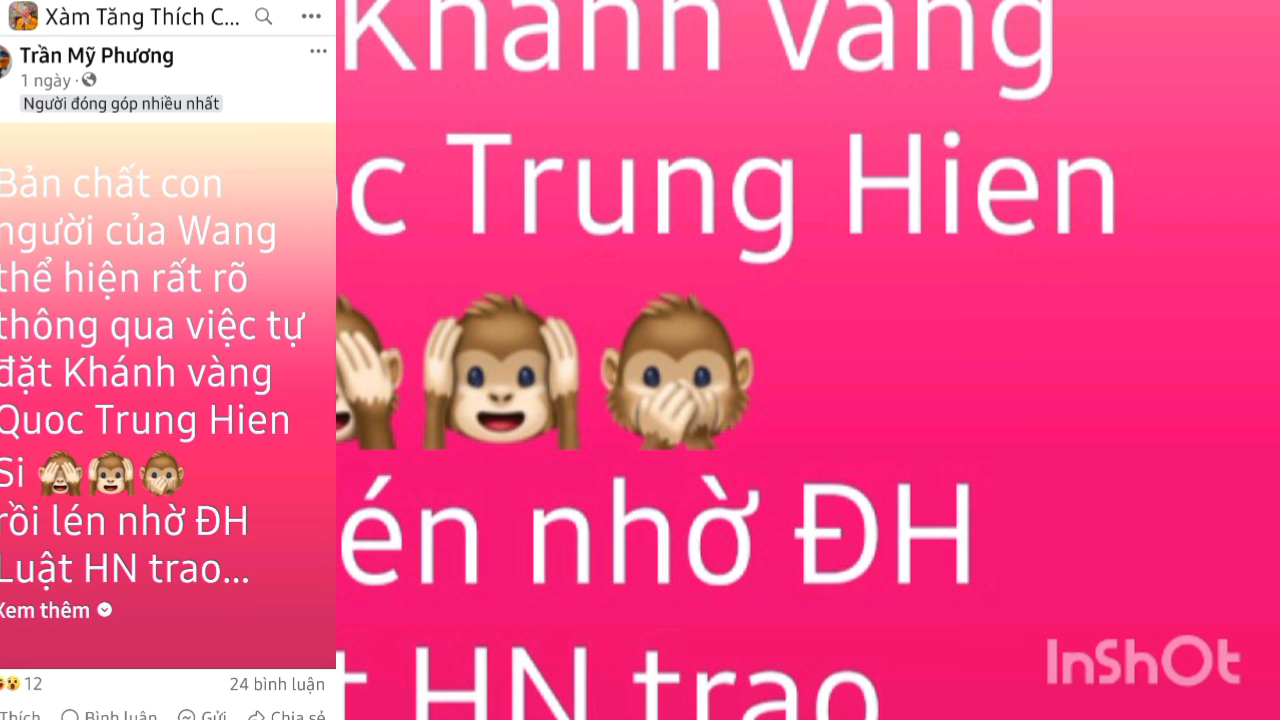 Xàm Tăng Thích C...
Trần Mỹ Phương
1 ngày ·
Người đóng góp nhiều nhất
Bản chất con
người của Wang
thể hiện rất rõ
thông qua việc tự
đặt Khánh vàng
Quoc Trung Hien
Si 🙈🙉🙊
rồi lén nhờ ĐH
Luật HN trao...
Xem thêm
12
24 bình luận
Thích
Bình luận
Gửi
Chia sẻ
Khánh vàng
oc Trung Hien
🙈🙉🙊
én nhờ ĐH
t HN trao
InShOt